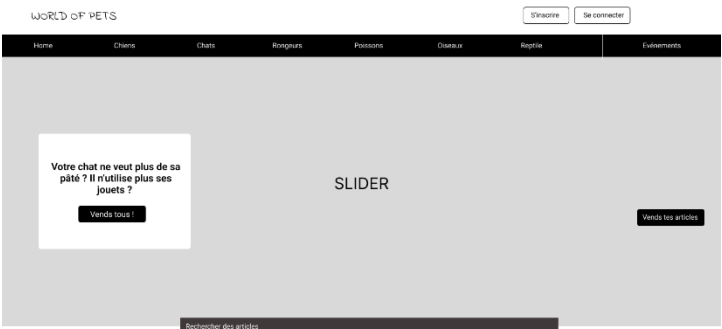 WORLD OF PETS
S'inscrire Se connecter
Home Chiens Chats Rongeurs Poissons Oiseaux Reptile Evénements
Votre chat ne veut plus de sa
pâté ? Il n'utilise plus ses
jouets ?
Vends tous !
SLIDER
Vends tes articles
Rechercher des articles